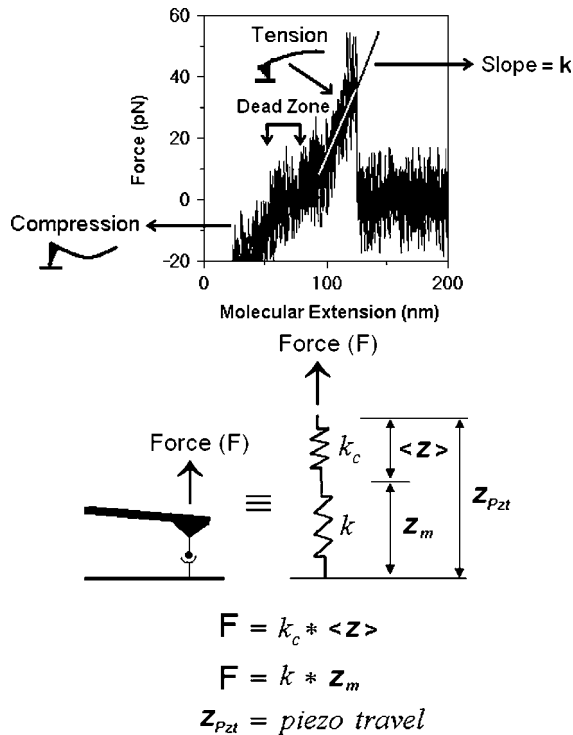 60
Tension
40
Slope = k
Dead Zone
Force (pN)
20
0
Compression
-20
0 100 200
Molecular Extension (nm)
Force (F)
Force (F)
k_c
<z>
≡
z_Pzt
k
z_m
F = k_c * <z>
F = k * z_m
z_Pzt = piezo travel